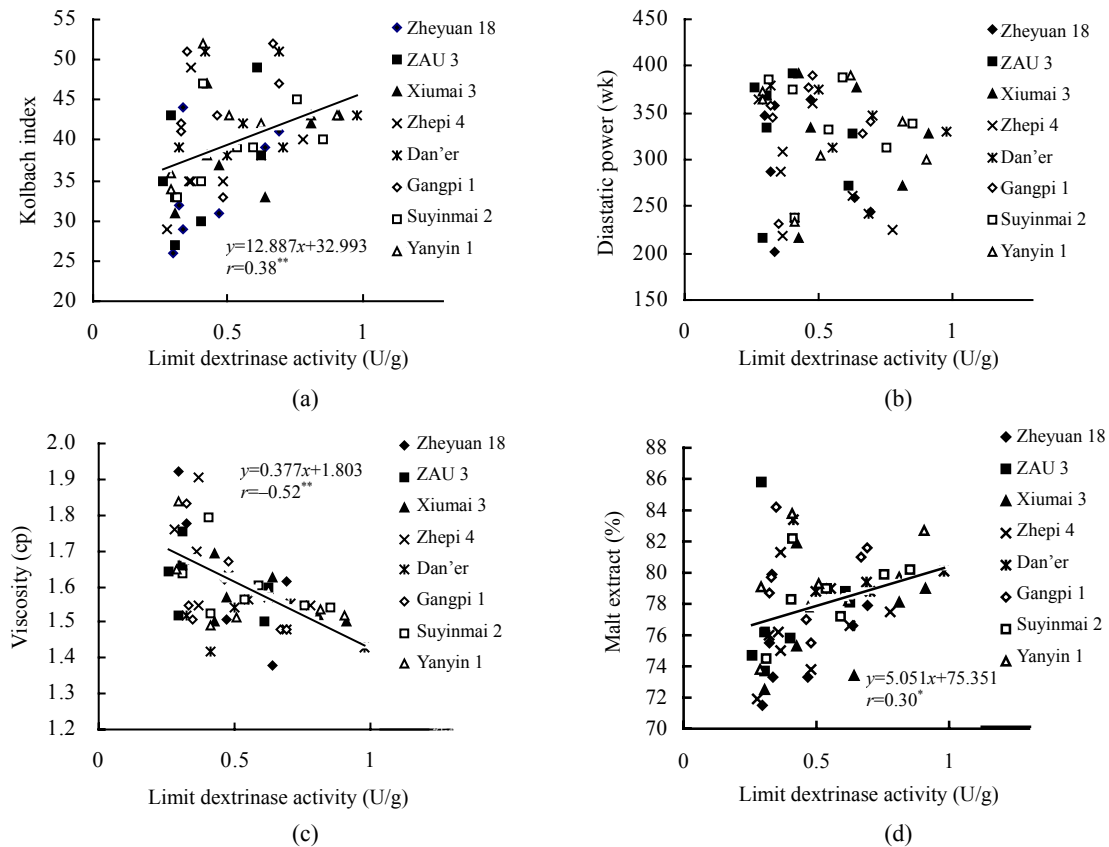 55
50
45
40
35
30
25
20
Kolbach index
0
0.5
1
Limit dextrinase activity (U/g)
y=12.887x+32.993
r=0.38**
Zheyuan 18
ZAU 3
Xiumai 3
Zhepi 4
Dan’er
Gangpi 1
Suyinmai 2
Yanyin 1
(a)
450
400
350
300
250
200
150
Diastatic power (wk)
0
0.5
1
Limit dextrinase activity (U/g)
Zheyuan 18
ZAU 3
Xiumai 3
Zhepi 4
Dan’er
Gangpi 1
Suyinmai 2
Yanyin 1
(b)
2.0
1.9
1.8
1.7
1.6
1.5
1.4
1.3
1.2
Viscosity (cp)
0
0.5
1
Limit dextrinase activity (U/g)
y=0.377x+1.803
r=–0.52**
Zheyuan 18
ZAU 3
Xiumai 3
Zhepi 4
Dan’er
Gangpi 1
Suyinmai 2
Yanyin 1
(c)
88
86
84
82
80
78
76
74
72
70
Malt extract (%)
0
0.5
1
Limit dextrinase activity (U/g)
y=5.051x+75.351
r=0.30*
Zheyuan 18
ZAU 3
Xiumai 3
Zhepi 4
Dan’er
Gangpi 1
Suyinmai 2
Yanyin 1
(d)